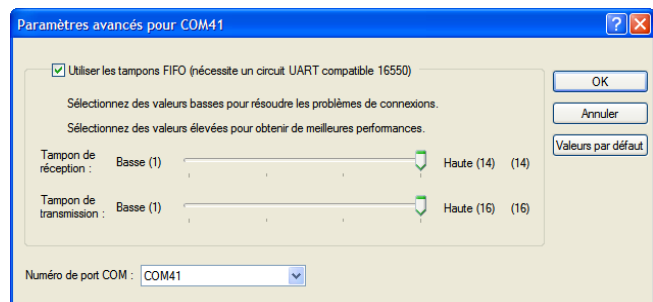 Paramètres avancés pour COM41
Utiliser les tampons FIFO (nécessite un circuit UART compatible 16550)
OK
Sélectionnez des valeurs basses pour résoudre les problèmes de connexions.
Annuler
Sélectionnez des valeurs élevées pour obtenir de meilleures performances.
Valeurs par défaut
Tampon de
réception : Basse (1) Haute (14) (14)
Tampon de
transmission : Basse (1) Haute (16) (16)
Numéro de port COM : COM41